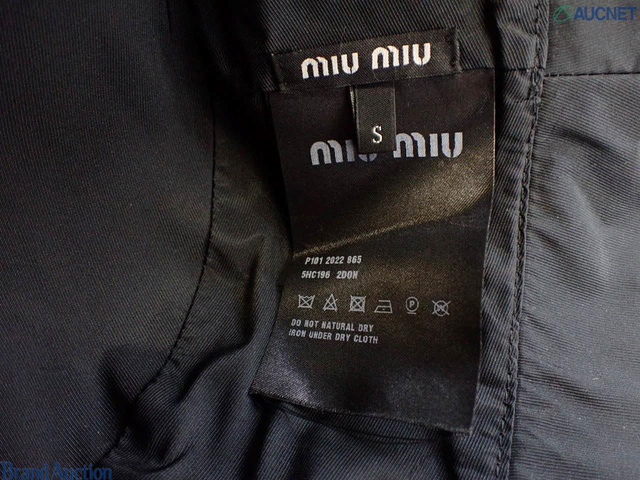 AUCNET
miu miu
S
miu miu
P101 2022 865
5HC196 2D0N
P
DO NOT NATURAL DRY
IRON UNDER DRY CLOTH
Brand Auction